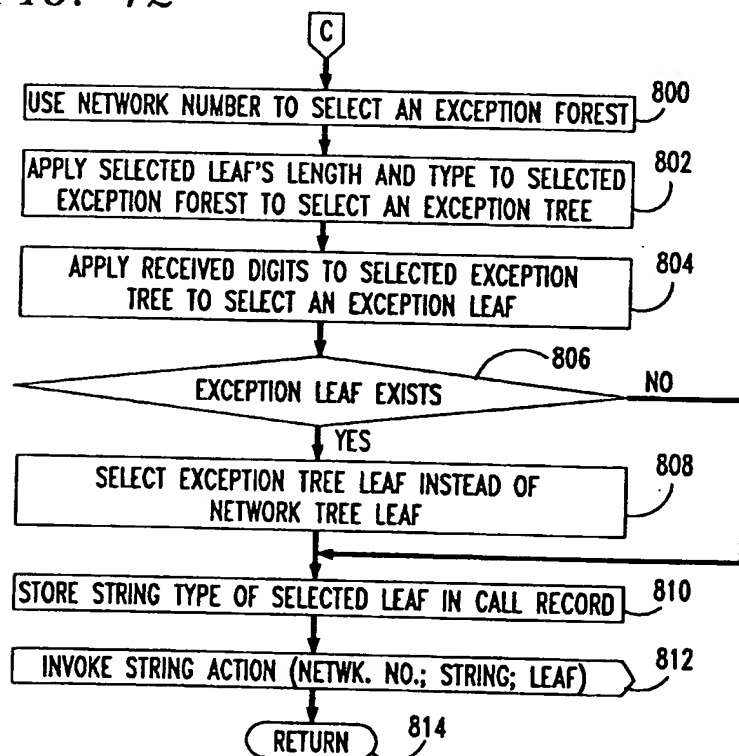 C
USE NETWORK NUMBER TO SELECT AN EXCEPTION FOREST
800
APPLY SELECTED LEAF'S LENGTH AND TYPE TO SELECTED
EXCEPTION FOREST TO SELECT AN EXCEPTION TREE
802
APPLY RECEIVED DIGITS TO SELECTED EXCEPTION
TREE TO SELECT AN EXCEPTION LEAF
804
806
EXCEPTION LEAF EXISTS
NO
YES
SELECT EXCEPTION TREE LEAF INSTEAD OF
NETWORK TREE LEAF
808
STORE STRING TYPE OF SELECTED LEAF IN CALL RECORD
810
INVOKE STRING ACTION (NETWK. NO.; STRING; LEAF)
812
RETURN
814